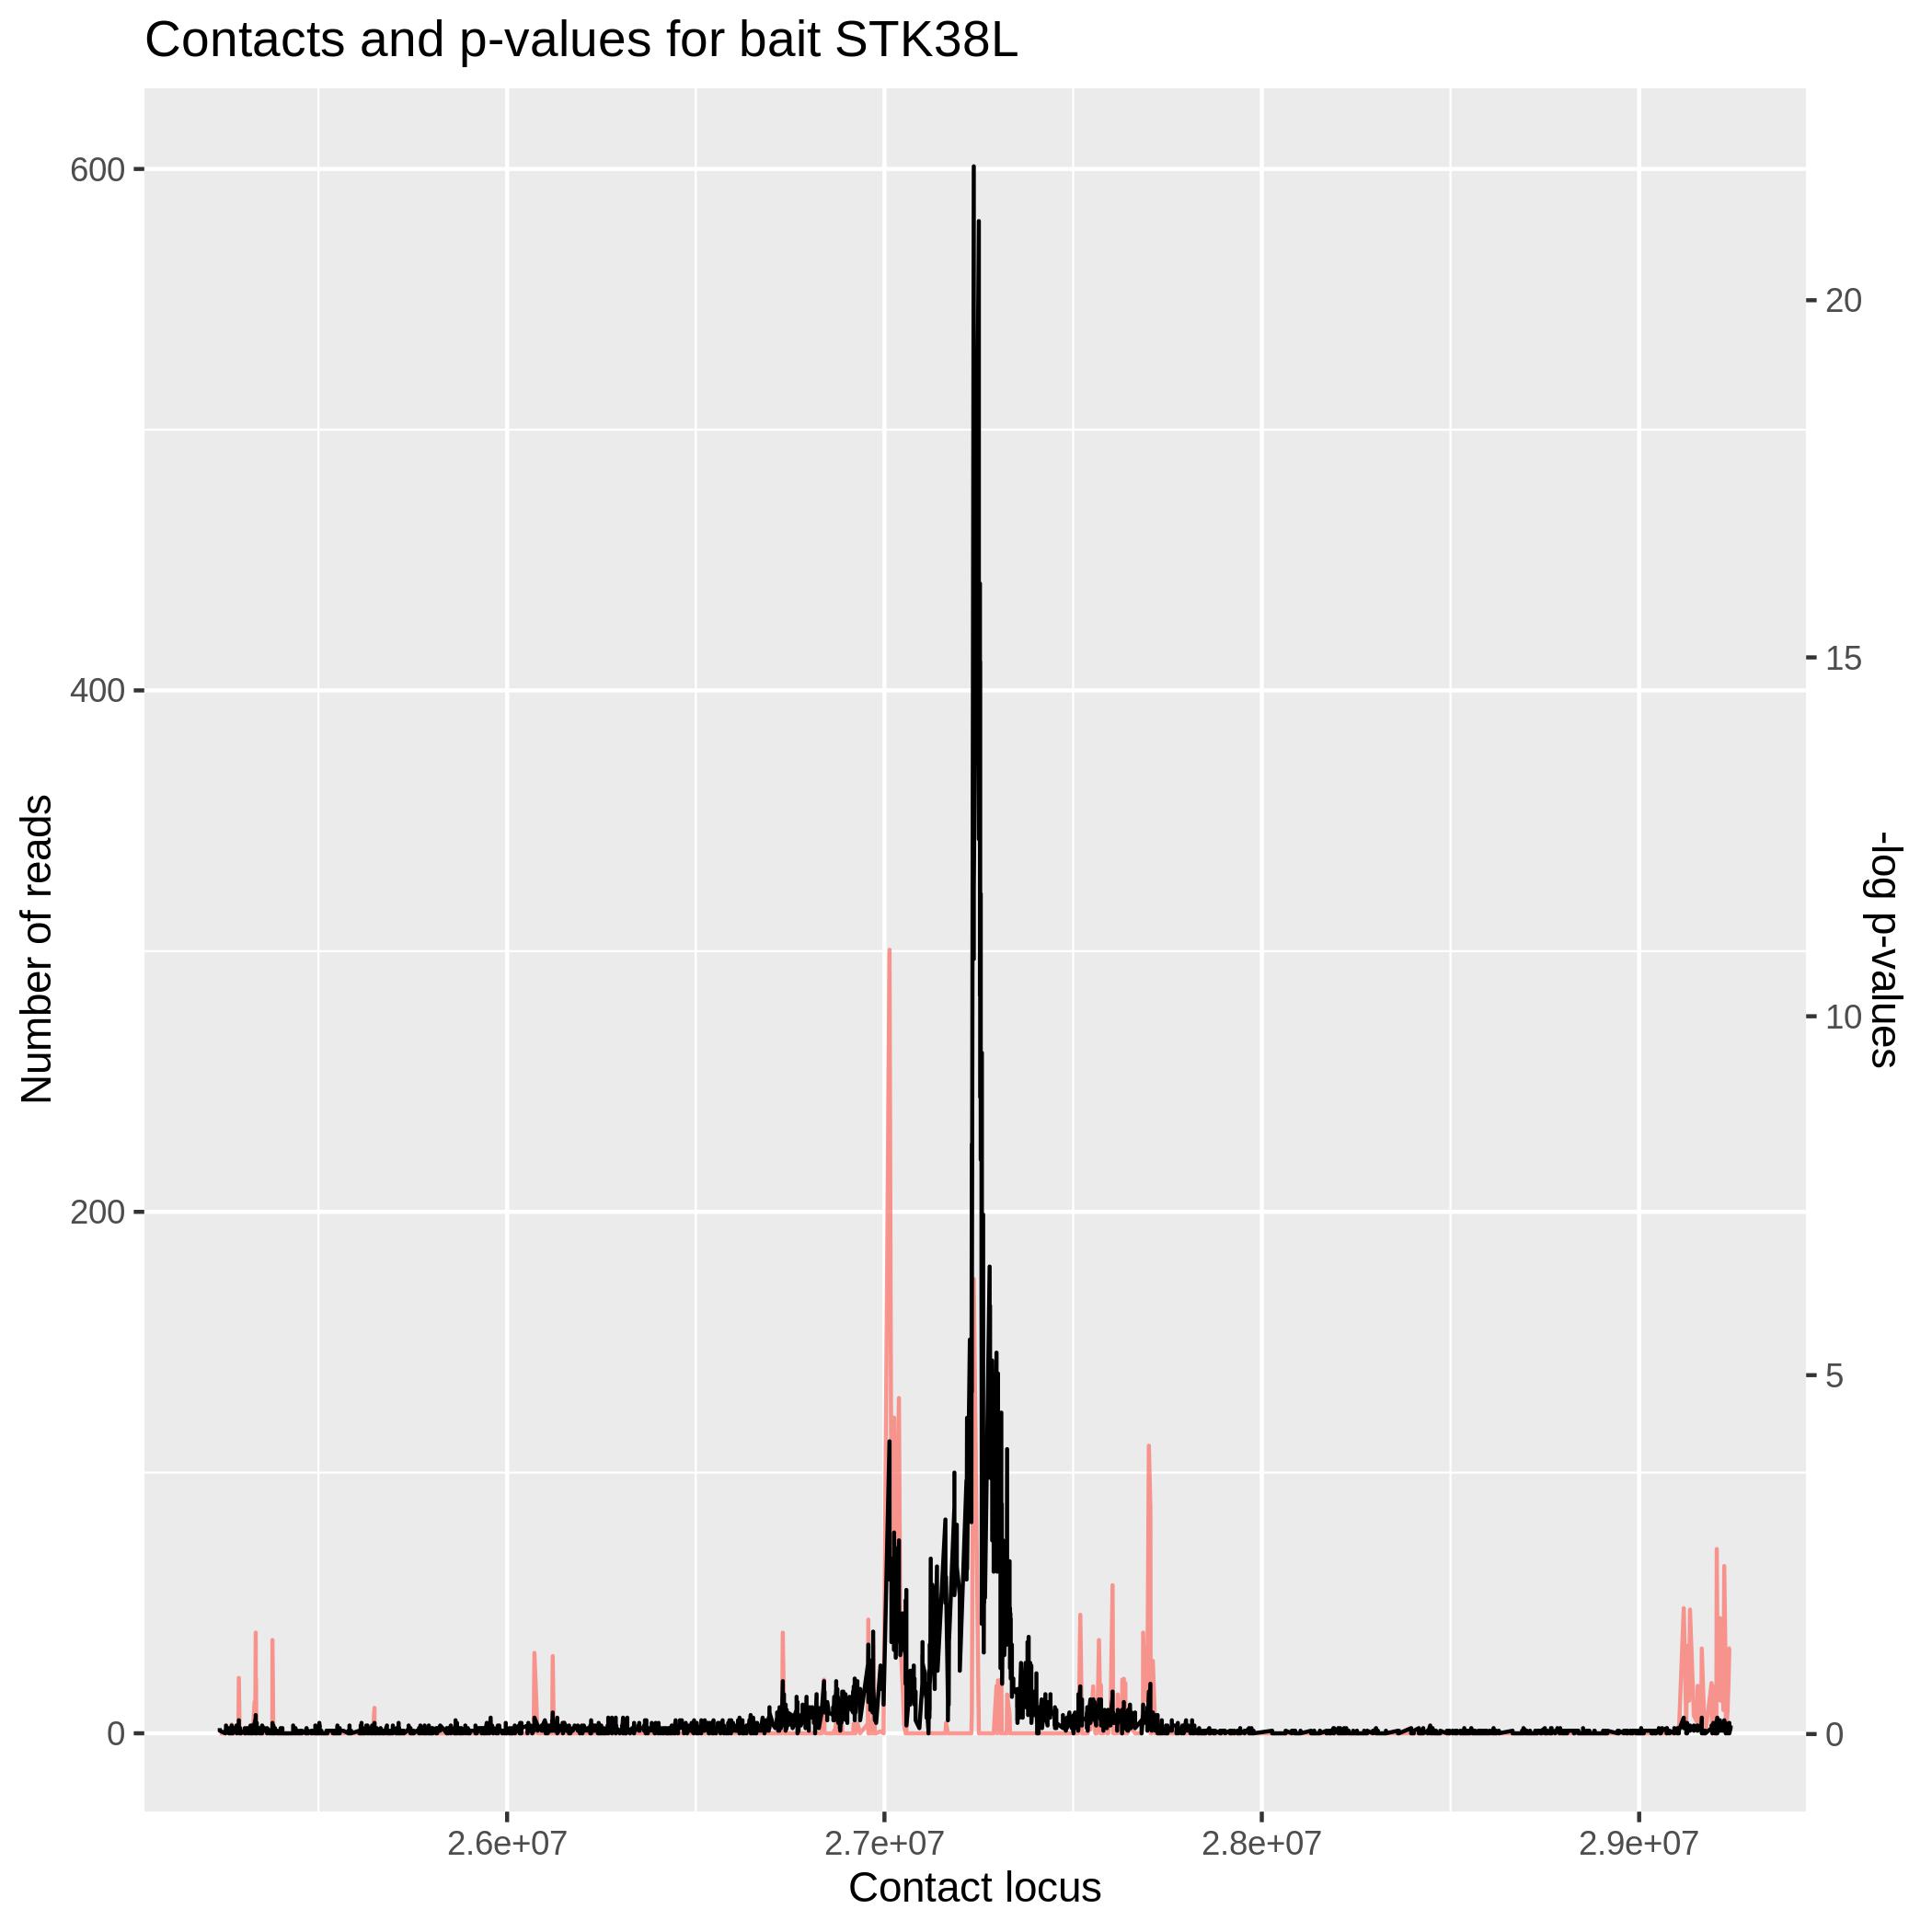 Contacts and p-values for bait STK38L
600
400
200
0
Number of reads
20
15
10
5
0
-log p-values
2.6e+07
2.7e+07
2.8e+07
2.9e+07
Contact locus